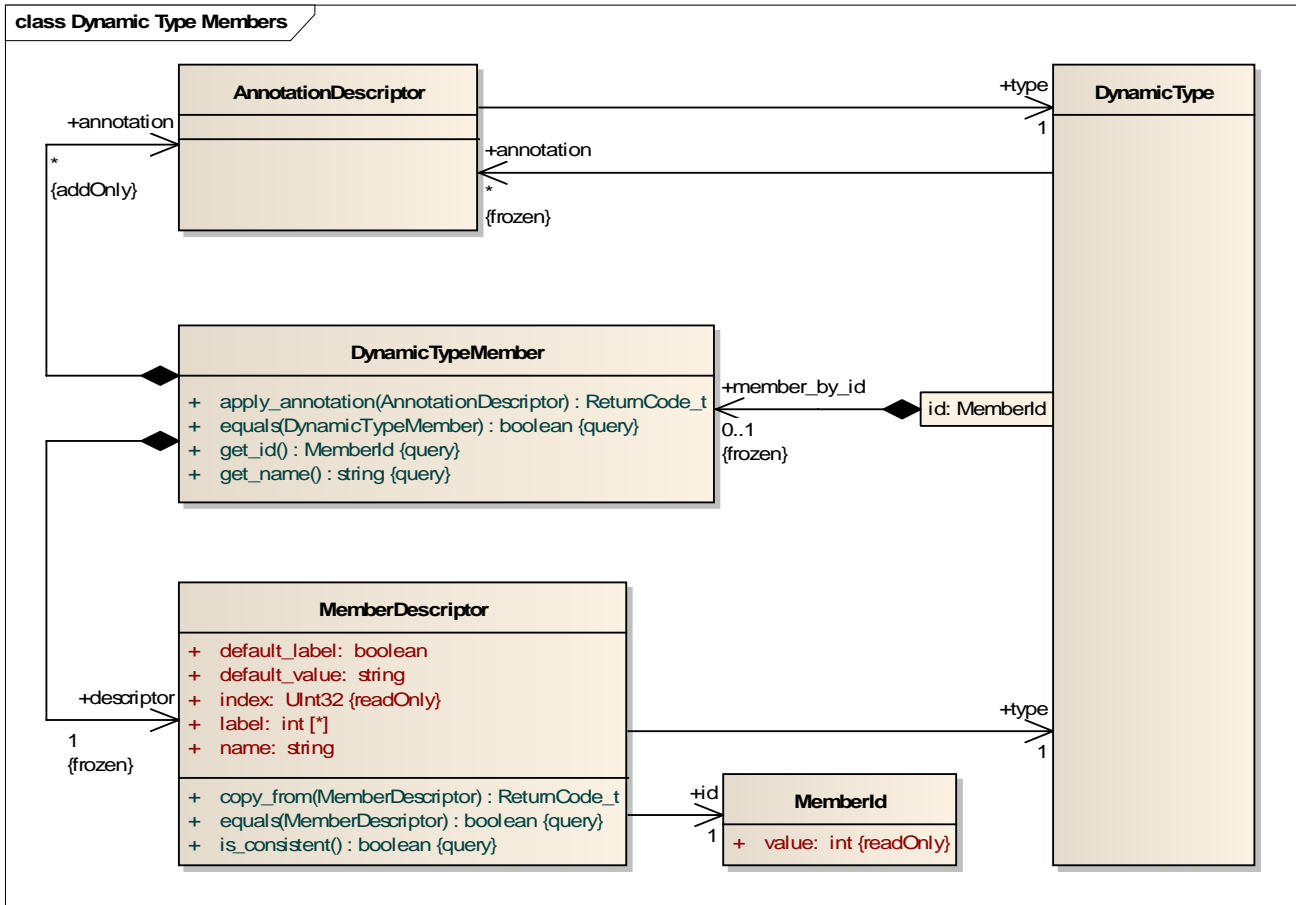 class Dynamic Type Members
AnnotationDescriptor
DynamicType
+type
1
+annotation
*
{addOnly}
+annotation
*
{frozen}
DynamicTypeMember
+ apply_annotation(AnnotationDescriptor) : ReturnCode_t
+ equals(DynamicTypeMember) : boolean {query}
+ get_id() : MemberId {query}
+ get_name() : string {query}
+member_by_id
0..1
{frozen}
id: MemberId
MemberDescriptor
+ default_label: boolean
+ default_value: string
+ index: UInt32 {readOnly}
+ label: int [*]
+ name: string
+ copy_from(MemberDescriptor) : ReturnCode_t
+ equals(MemberDescriptor) : boolean {query}
+ is_consistent() : boolean {query}
+descriptor
1
{frozen}
+type
1
+id
1
MemberId
+ value: int {readOnly}